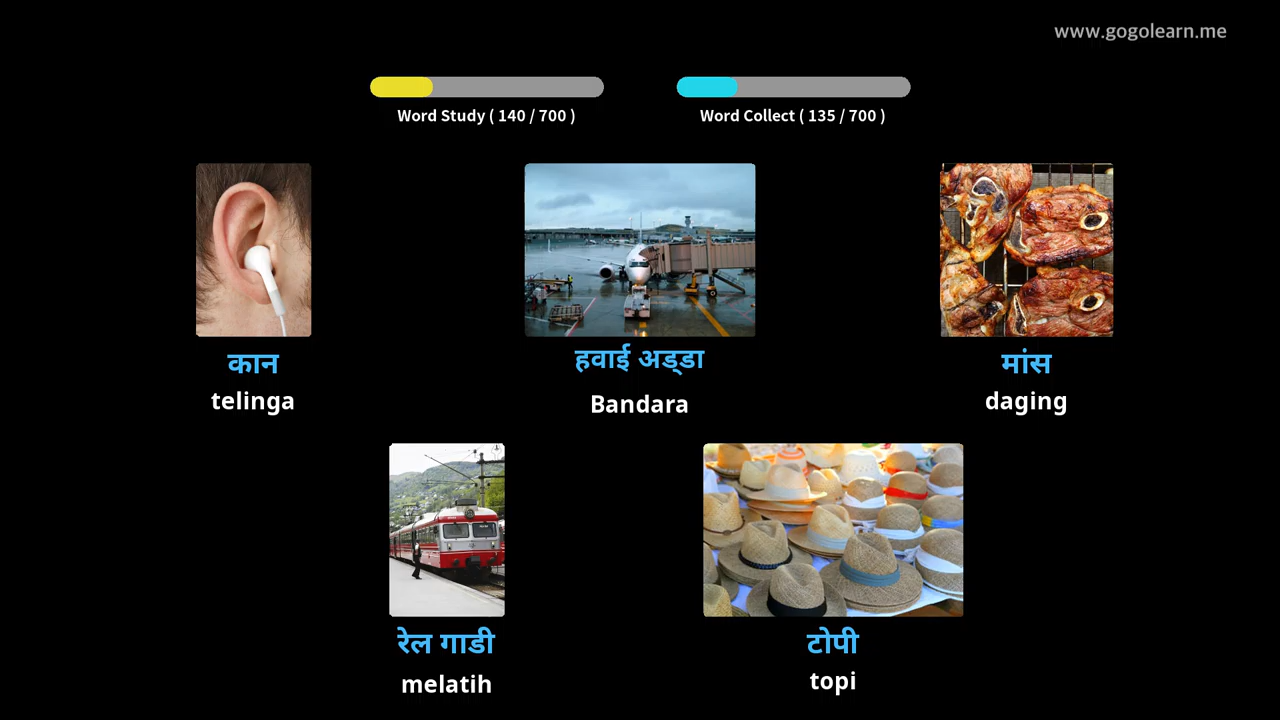 www.gogolearn.me
Word Study ( 140 / 700 )
Word Collect ( 135 / 700 )
कान
telinga
हवाई अड्डा
Bandara
मांस
daging
रेल गाडी
melatih
टोपी
topi